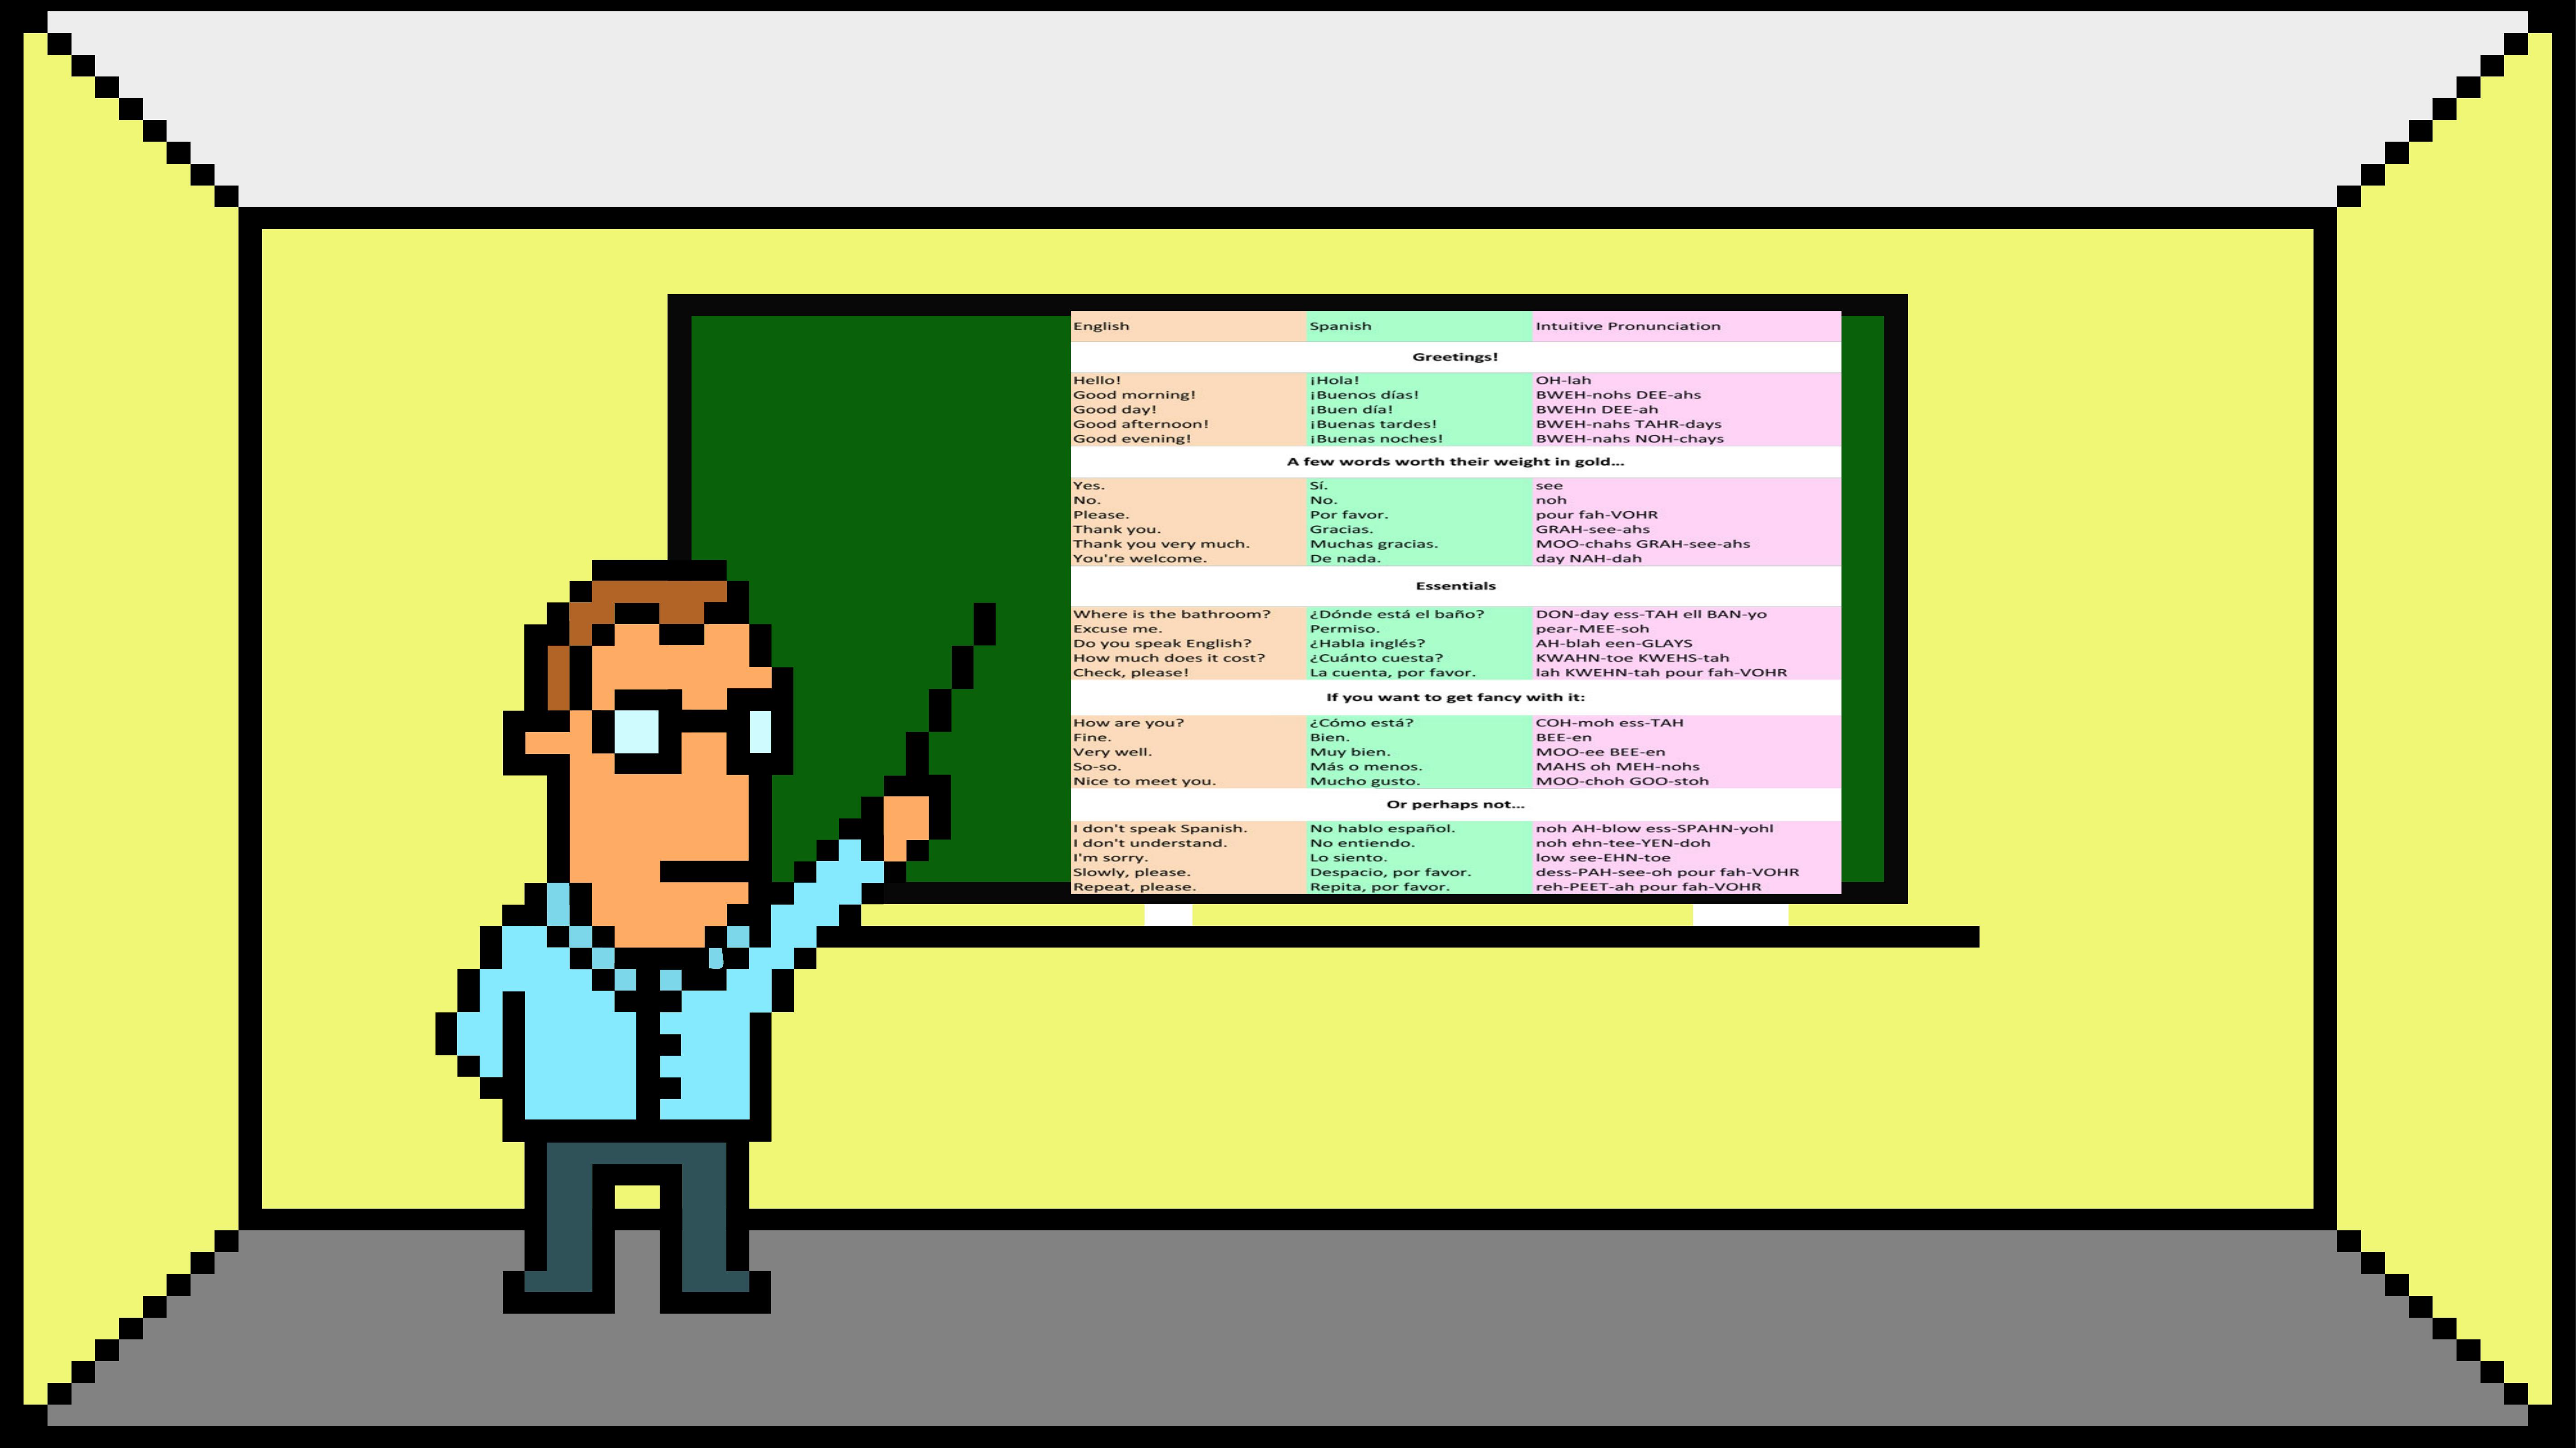 English Spanish Intuitive Pronunciation
Greetings!
Hello! ¡Hola! OH-lah
Good morning! ¡Buenos días! BWEH-nohs DEE-ahs
Good day! ¡Buen día! BWEHn DEE-ah
Good afternoon! ¡Buenas tardes! BWEH-nahs TAHR-days
Good evening! ¡Buenas noches! BWEH-nahs NOH-chays
A few words worth their weight in gold...
Yes. Sí. see
No. No. noh
Please. Por favor. pour fah-VOHR
Thank you. Gracias. GRAH-see-ahs
Thank you very much. Muchas gracias. MOO-chahs GRAH-see-ahs
You're welcome. De nada. day NAH-dah
Essentials
Where is the bathroom? ¿Dónde está el baño? DON-day ess-TAH ell BAN-yo
Excuse me. Permiso. pear-MEE-soh
Do you speak English? ¿Habla inglés? AH-blah een-GLAYS
How much does it cost? ¿Cuánto cuesta? KWAHN-toe KWEHS-tah
Check, please! La cuenta, por favor. lah KWEHN-tah pour fah-VOHR
If you want to get fancy with it:
How are you? ¿Cómo está? COH-moh ess-TAH
Fine. Bien. BEE-en
Very well. Muy bien. MOO-ee BEE-en
So-so. Más o menos. MAHS oh MEH-nohs
Nice to meet you. Mucho gusto. MOO-choh GOO-stoh
Or perhaps not...
I don't speak Spanish. No hablo español. noh AH-blow ess-SPAHN-yohl
I don't understand. No entiendo. noh ehn-tee-YEN-doh
I'm sorry. Lo siento. low see-EHN-toe
Slowly, please. Despacio, por favor. dess-PAH-see-oh pour fah-VOHR
Repeat, please. Repita, por favor. reh-PEET-ah pour fah-VOHR